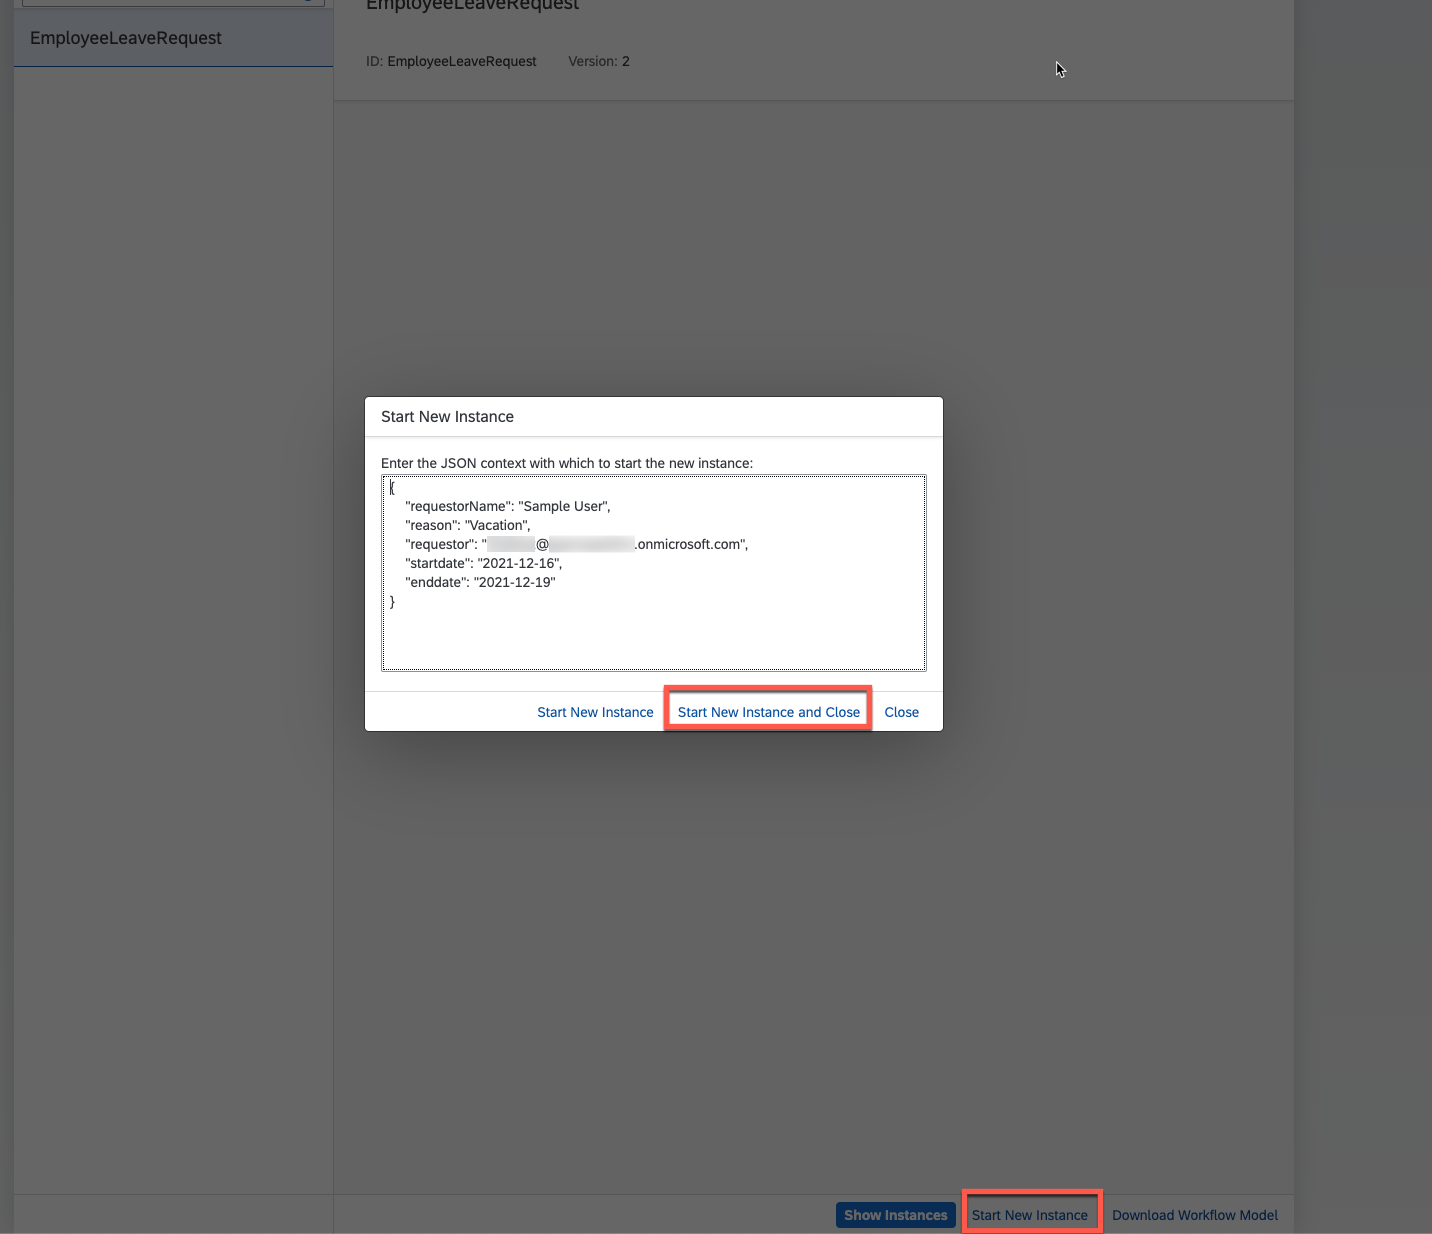 EmployeeLeaveRequest
EmployeeLeaveRequest
ID: EmployeeLeaveRequest Version: 2
Start New Instance
Enter the JSON context with which to start the new instance:
{
"requestorName": "Sample User",
"reason": "Vacation",
"requestor": "@.onmicrosoft.com",
"startdate": "2021-12-16",
"enddate": "2021-12-19"
}
Start New Instance Start New Instance and Close Close
Show Instances Start New Instance Download Workflow Model